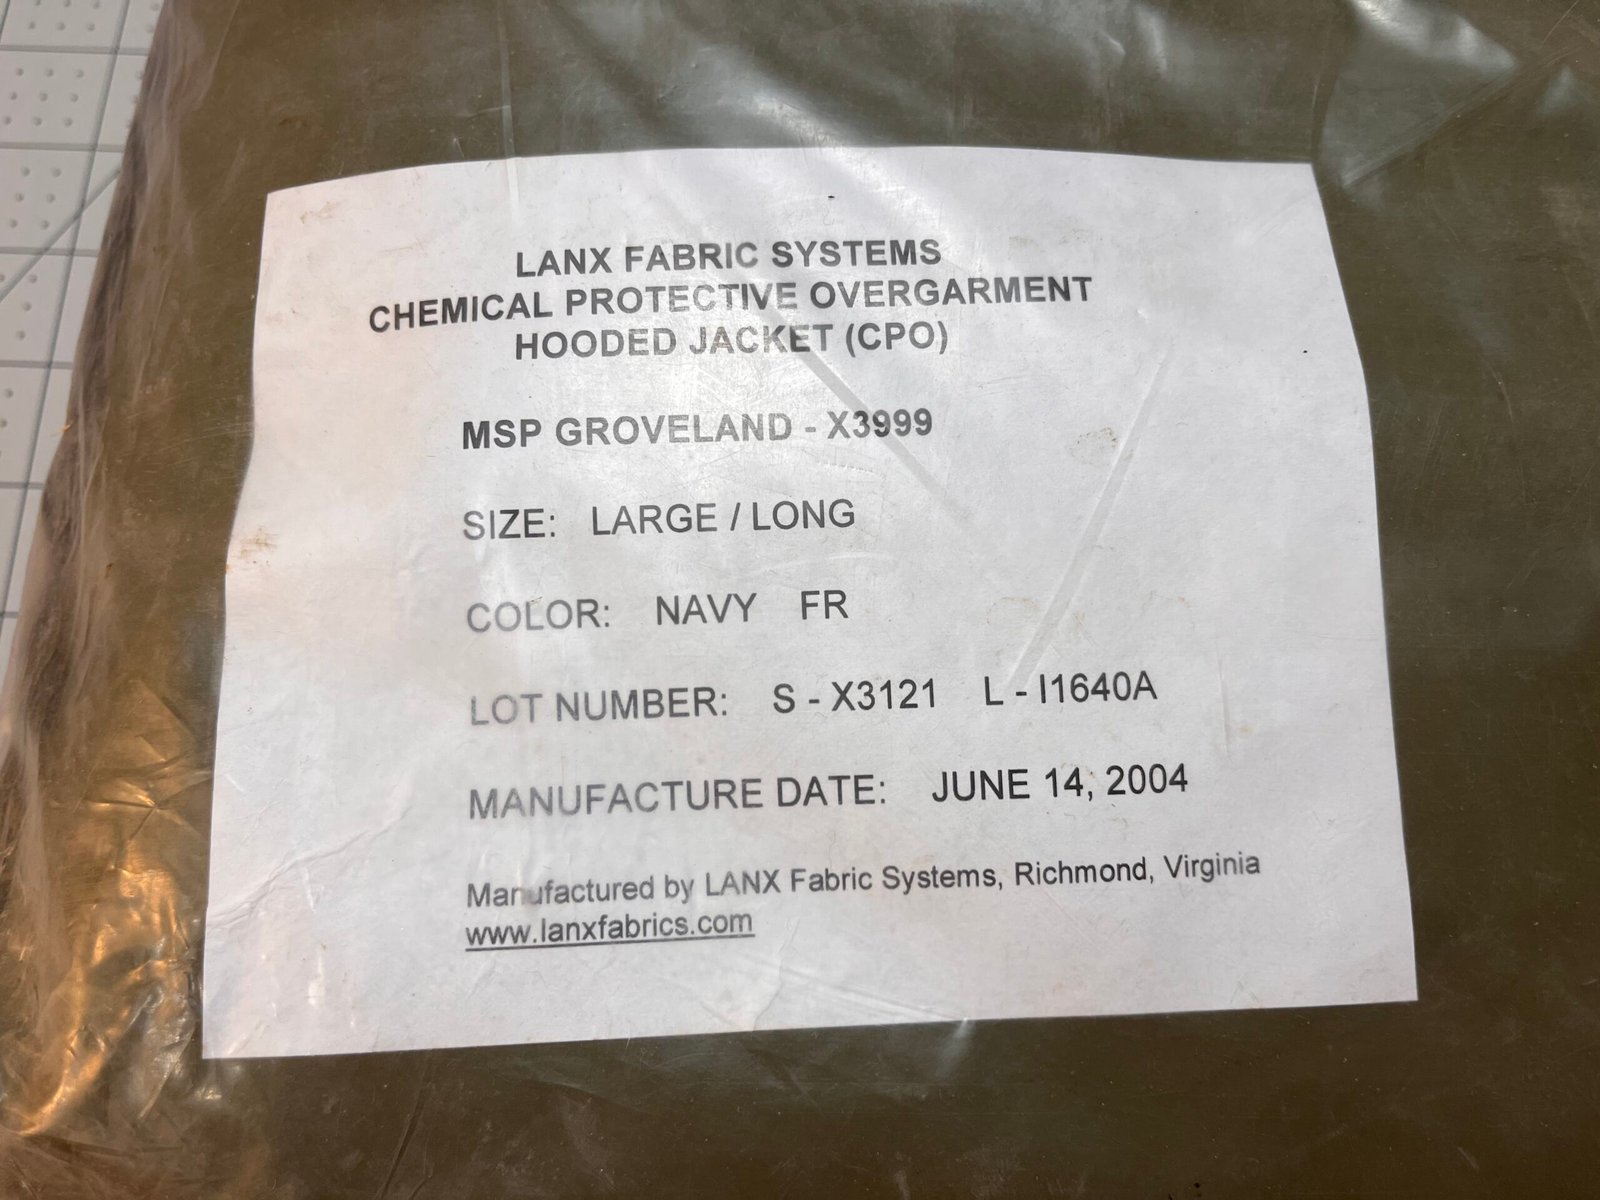 LANX FABRIC SYSTEMS
CHEMICAL PROTECTIVE OVERGARMENT
HOODED JACKET (CPO)
MSP GROVELAND - X3999
SIZE: LARGE / LONG
COLOR: NAVY FR
LOT NUMBER: S - X3121 L - I1640A
MANUFACTURE DATE: JUNE 14, 2004
Manufactured by LANX Fabric Systems, Richmond, Virginia
www.lanxfabrics.com